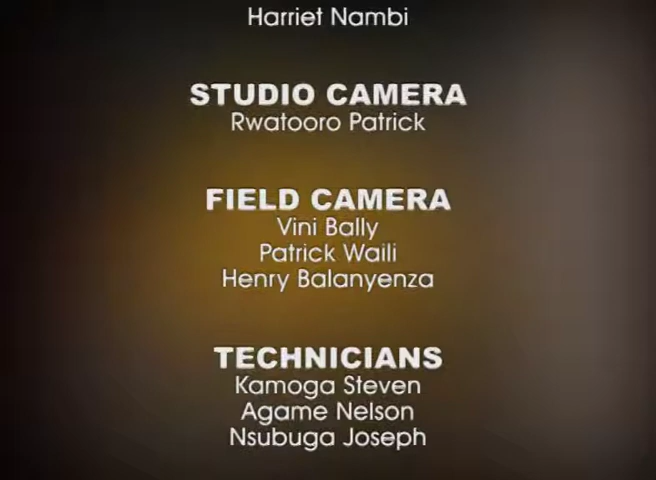 Harriet Nambi
STUDIO CAMERA
Rwatooro Patrick
FIELD CAMERA
Vini Bally
Patrick Waili
Henry Balanyenza
TECHNICIANS
Kamoga Steven
Agame Nelson
Nsubuga Joseph